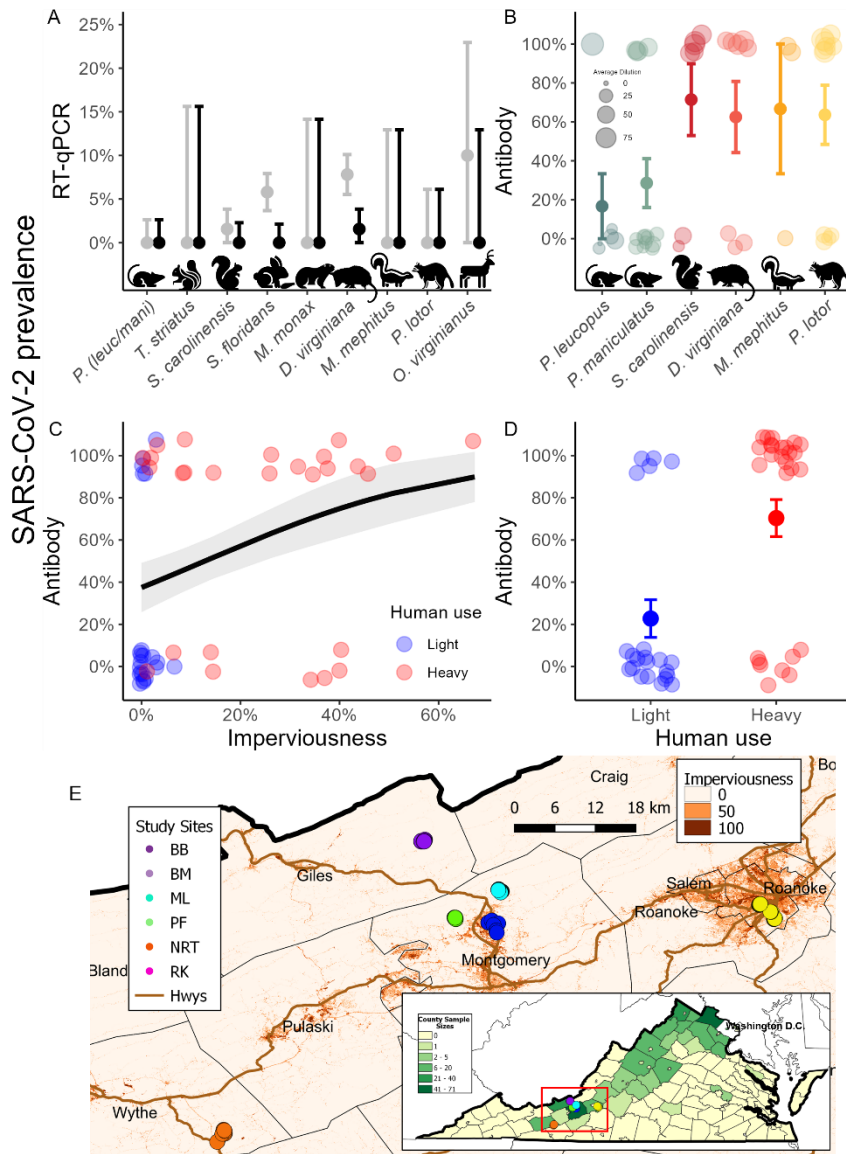 SARS-CoV-2 prevalence
A
RT-qPCR
25%
20%
15%
10%
5%
0%
P. (leuc/mani)
T. striatus
S. carolinensis
S. floridans
M. monax
D. virginiana
M. mephitus
P. lotor
O. virginianus
B
Antibody
100%
80%
60%
40%
20%
0%
Average Dilution
0
25
50
75
P. leucopus
P. maniculatus
S. carolinensis
D. virginiana
M. mephitus
P. lotor
C
Antibody
100%
80%
60%
40%
20%
0%
Human use
Light
Heavy
0%
20%
40%
60%
Imperviousness
D
100%
80%
60%
40%
20%
0%
Light
Heavy
Human use
E
Study Sites
BB
BM
ML
PF
NRT
RK
Hwys
Craig
Bo
0 6 12 18 km
Imperviousness
0
50
100
Giles
Salem
Roanoke
Roanoke
Montgomery
Bland
Pulaski
Wythe
County Sample
Sizes
0
1
2 - 5
6 - 20
21 - 40
41 - 71
Washington D.C.